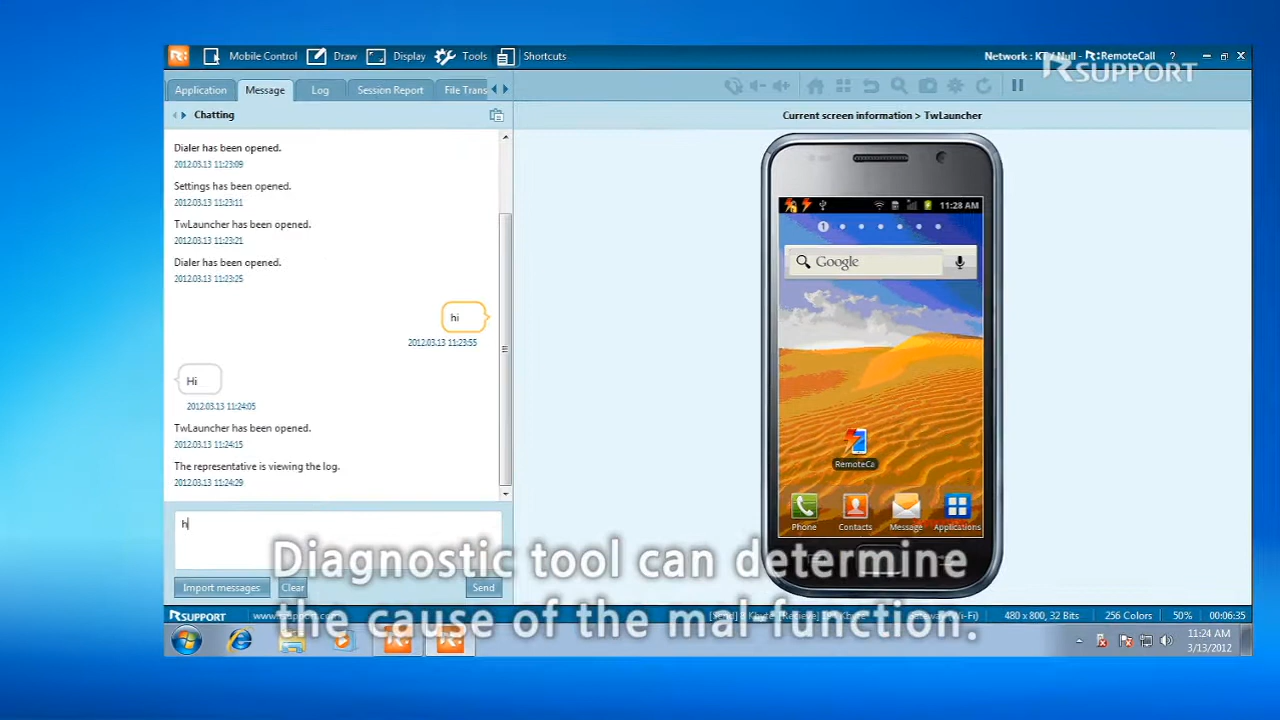 Mobile Control Draw Display Tools Shortcuts
Network : KT / Null - R:RemoteCall ?
RSUPPORT
Application Message Log Session Report File Trans
Chatting
Current screen information > TwLauncher
Dialer has been opened.
2012.03.13 11:23:09
Settings has been opened.
2012.03.13 11:23:11
TwLauncher has been opened.
2012.03.13 11:23:21
Dialer has been opened.
2012.03.13 11:23:25
hi
2012.03.13 11:23:55
Hi
2012.03.13 11:24:05
TwLauncher has been opened.
2012.03.13 11:24:15
The representative is viewing the log.
2012.03.13 11:24:29
h
Import messages Clear Send
11:28 AM
1
Google
RemoteCa
Phone Contacts Message Applications
Diagnostic tool can determine
the cause of the mal-function.
RSUPPORT
480 x 800, 32 Bits 256 Colors 50% 00:06:35
11:24 AM
3/13/2012